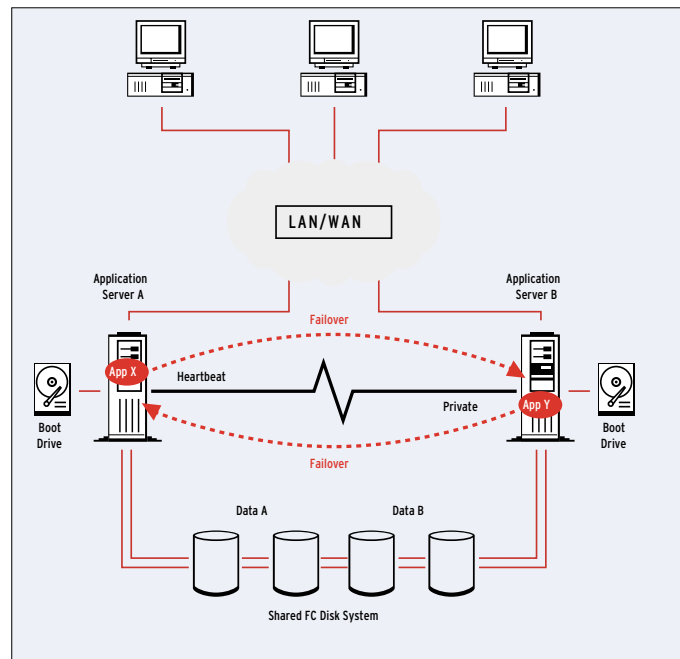 LAN/WAN
Application
Server A
Application
Server B
Failover
App X
Heartbeat
Private
App Y
Boot
Drive
Boot
Drive
Failover
Data A
Data B
Shared FC Disk System